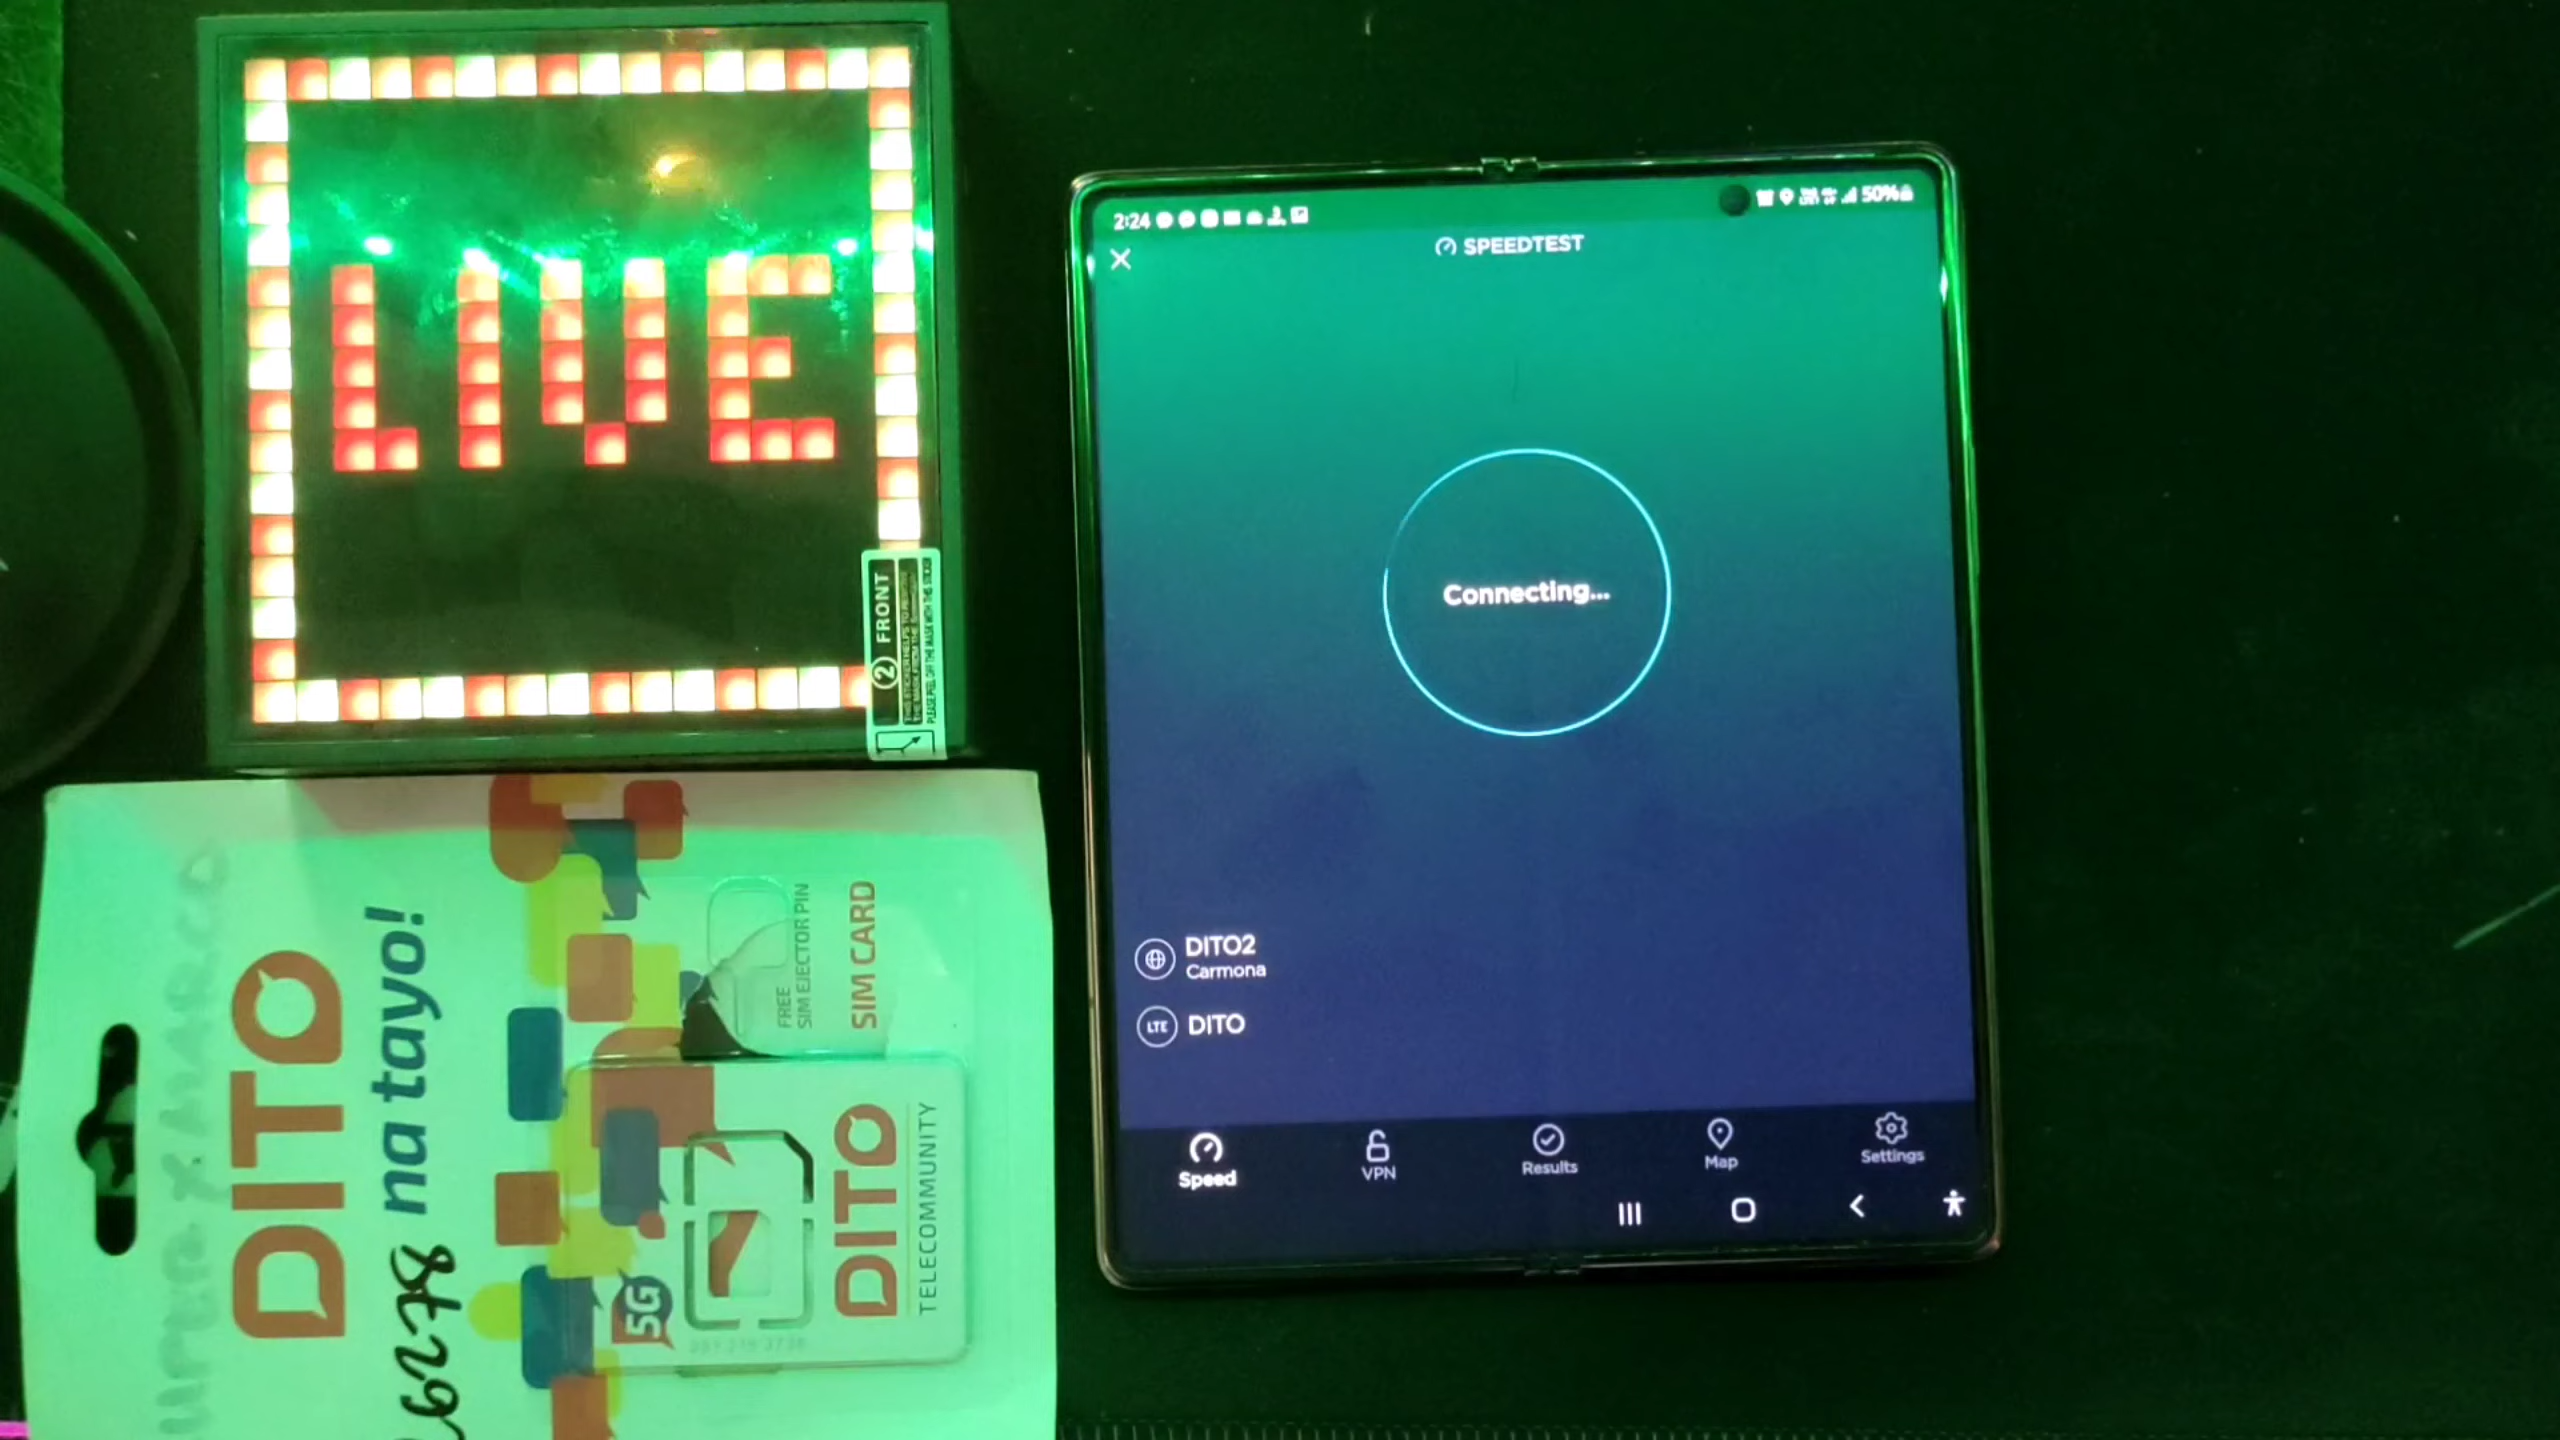 LIVE
2 FRONT
2:24
50%
SPEEDTEST
Connecting...
DITO2
Carmona
LTE DITO
Speed
VPN
Results
Map
Settings
DITO
na tayo!
FREE
SIM EJECTOR PIN
SIM CARD
5G
DITO
TELECOMMUNITY